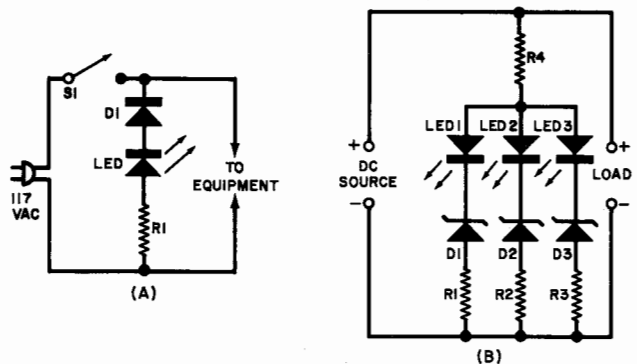 S1
D1
LED
R1
117
VAC
TO
EQUIPMENT
(A)
R4
LED1
LED2
LED3
+
DC
SOURCE
-
+
LOAD
-
D1
D2
D3
R1
R2
R3
(B)